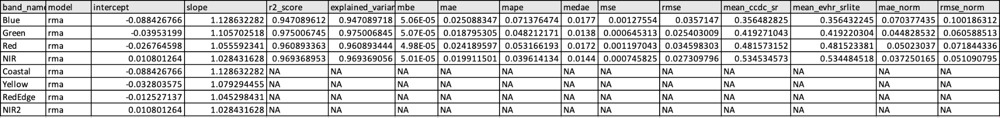 band_name model intercept slope r2_score explained_varian mbe mae mape medae mse rmse mean_ccdc_sr mean_evhr_srlite mae_norm rmse_norm
Blue rma -0.088426766 1.128632282 0.947089612 0.947089718 5.06E-05 0.025088347 0.071376474 0.0177 0.00127554 0.0357147 0.356482825 0.356432245 0.070377435 0.100186312
Green rma -0.03953199 1.105702518 0.975006745 0.975006845 5.07E-05 0.018795305 0.048212171 0.0138 0.000645313 0.025403009 0.419271043 0.419220304 0.044828532 0.060588513
Red rma -0.026764598 1.055592341 0.960893363 0.960893444 4.98E-05 0.024189597 0.053166193 0.0172 0.001197043 0.034598303 0.481573152 0.481523381 0.05023037 0.071844336
NIR rma 0.010801264 1.028431628 0.969368953 0.969369056 5.01E-05 0.019911501 0.039614134 0.0144 0.000745825 0.027309796 0.534534573 0.534484518 0.037250165 0.051090795
Coastal rma -0.088426766 1.128632282 NA NA NA NA NA NA NA NA NA NA NA NA
Yellow rma -0.032803575 1.079294455 NA NA NA NA NA NA NA NA NA NA NA NA
RedEdge rma -0.012527137 1.045298431 NA NA NA NA NA NA NA NA NA NA NA NA
NIR2 rma 0.010801264 1.028431628 NA NA NA NA NA NA NA NA NA NA NA NA